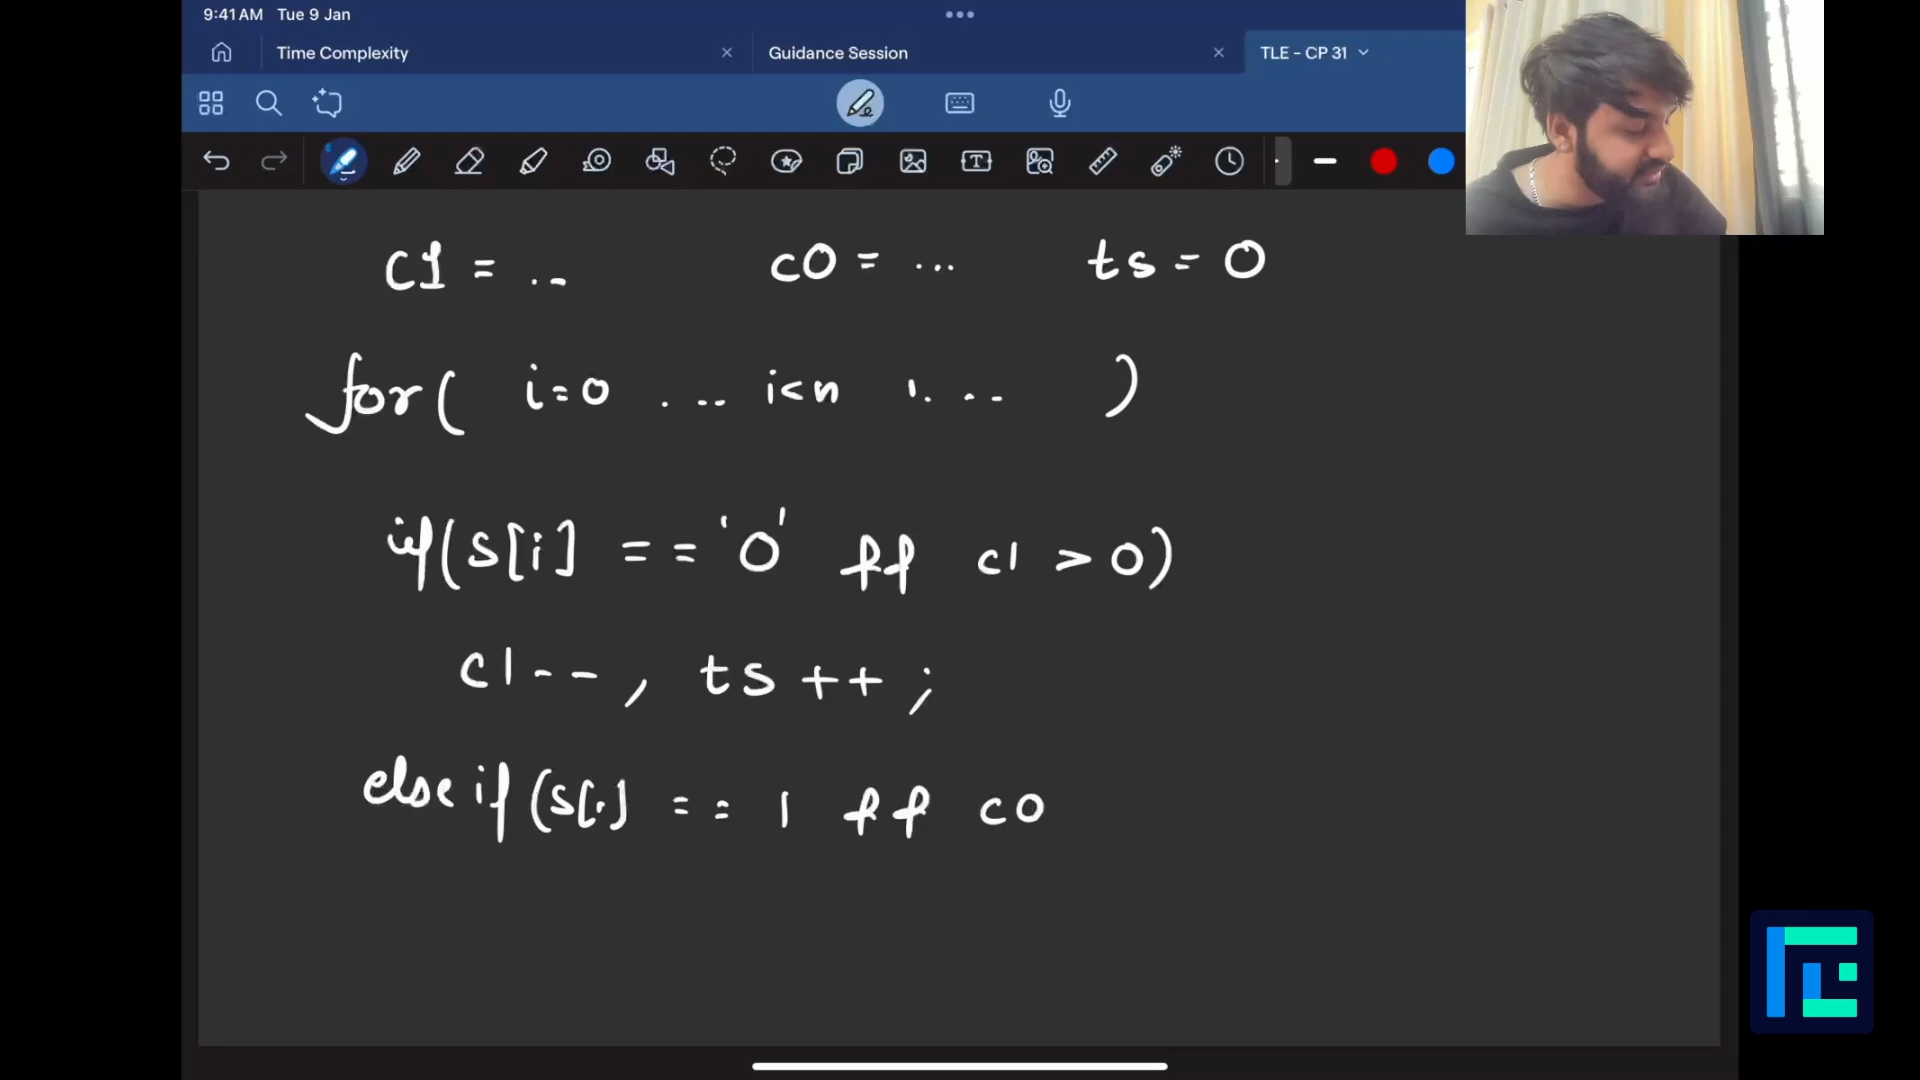 9:41 AM Tue 9 Jan
Time Complexity
Guidance Session
TLE - CP 31
c1 = ..
c0 = ...
ts = 0
for( i=0 ... i<n ... )
if(s[i] == '0' && c1 > 0)
c1-- , ts ++ ;
else if (s[i] == 1 && c0